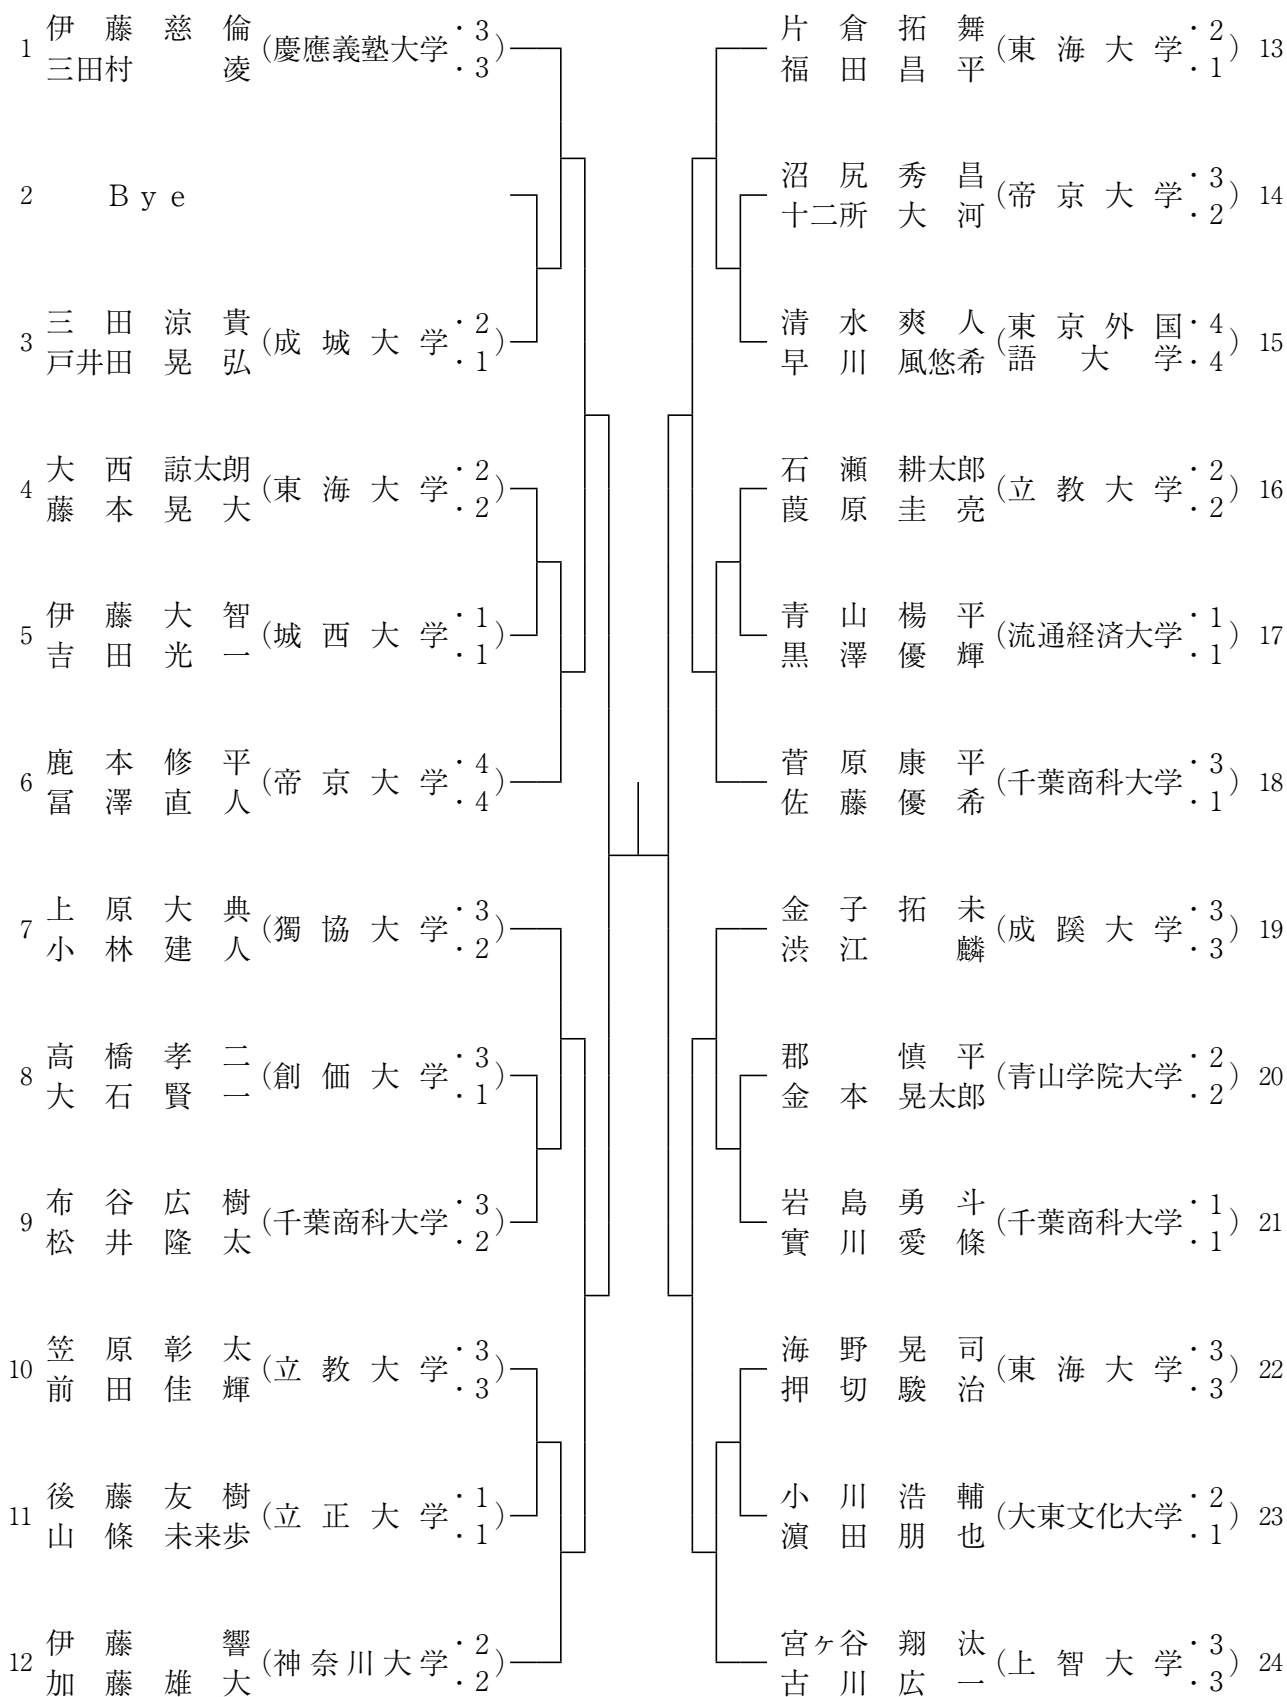 1 伊藤慈倫 (慶應義塾大学・3)
三田村凌 ・3
2 Bye
3 三田涼貴 (成城大学・2)
戸井田晃弘 ・1
4 大西諒太朗 (東海大学・2)
藤本晃大 ・2
5 伊藤大智 (城西大学・1)
吉田光一 ・1
6 鹿本修平 (帝京大学・4)
冨澤直人 ・4
7 上原大典 (獨協大学・3)
小林建人 ・2
8 高橋孝二 (創価大学・3)
大石賢一 ・1
9 布谷広樹 (千葉商科大学・3)
松井隆太 ・2
10 笠原彰太 (立教大学・3)
前田佳輝 ・3
11 後藤友樹 (立正大学・1)
山條未来歩 ・1
12 伊藤響 (神奈川大学・2)
加藤雄大 ・2
片倉拓舞 (東海大学・2) 13
福田昌平 ・1
沼尻秀昌 (帝京大学・3) 14
十二所大河 ・2
清水爽人 (東京外国・4) 15
早川風悠希 語大学・4
石瀬耕太郎 (立教大学・2) 16
葭原圭亮 ・2
青山楊平 (流通経済大学・1) 17
黒澤優輝 ・1
菅原康平 (千葉商科大学・3) 18
佐藤優希 ・1
金子拓未 (成蹊大学・3) 19
渋江麟 ・3
郡慎平 (青山学院大学・2) 20
金本晃太郎 ・2
岩島勇斗 (千葉商科大学・1) 21
實川愛條 ・1
海野晃司 (東海大学・3) 22
押切駿治 ・3
小川浩輔 (大東文化大学・2) 23
濵田朋也 ・1
宮ヶ谷翔汰 (上智大学・3) 24
古川広一 ・3